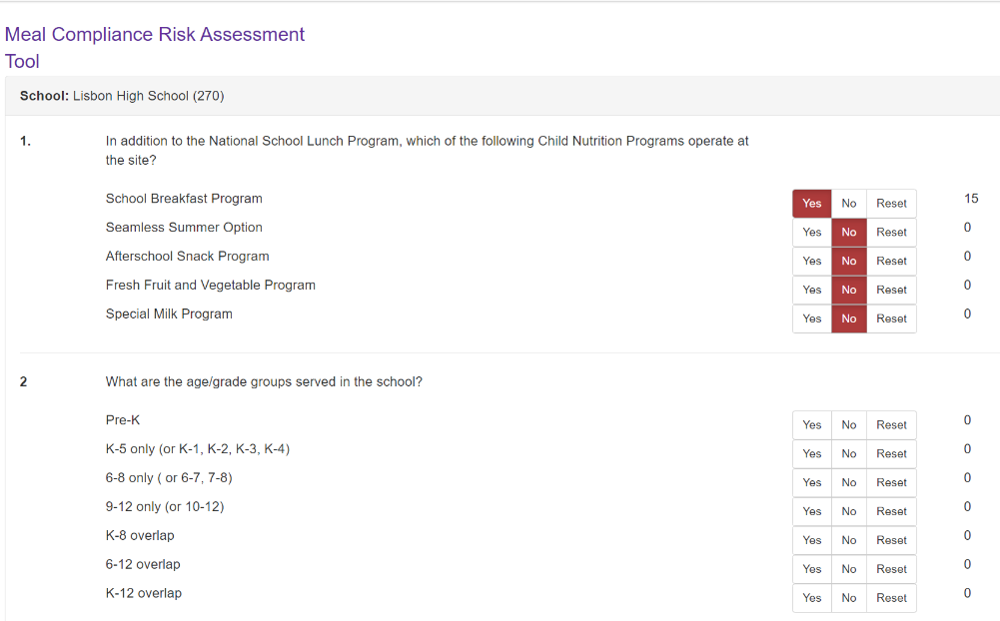 Meal Compliance Risk Assessment
Tool
School: Lisbon High School (270)
1. In addition to the National School Lunch Program, which of the following Child Nutrition Programs operate at
the site?
School Breakfast Program Yes No Reset 15
Seamless Summer Option Yes No Reset 0
Afterschool Snack Program Yes No Reset 0
Fresh Fruit and Vegetable Program Yes No Reset 0
Special Milk Program Yes No Reset 0
2 What are the age/grade groups served in the school?
Pre-K Yes No Reset 0
K-5 only (or K-1, K-2, K-3, K-4) Yes No Reset 0
6-8 only ( or 6-7, 7-8) Yes No Reset 0
9-12 only (or 10-12) Yes No Reset 0
K-8 overlap Yes No Reset 0
6-12 overlap Yes No Reset 0
K-12 overlap Yes No Reset 0